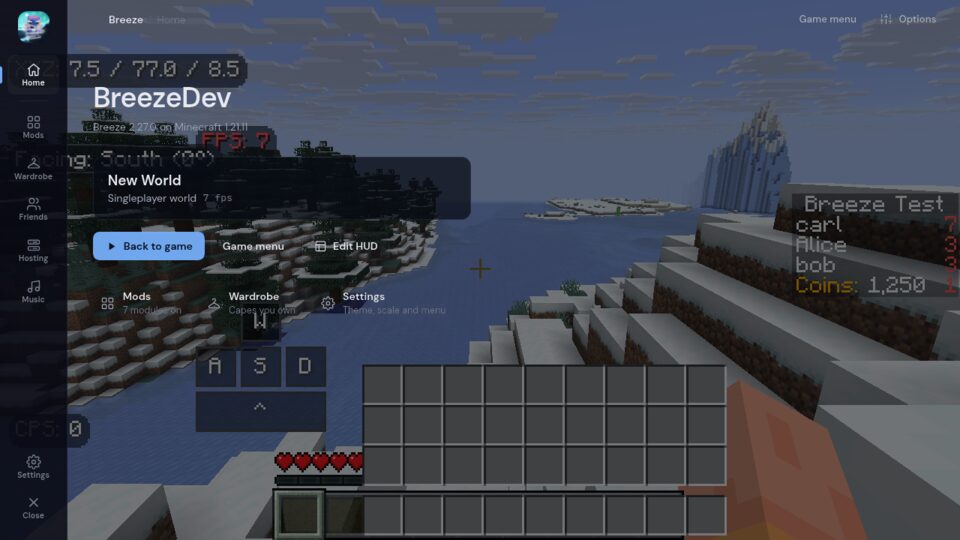 Breeze Home
Game menu
Options
XYZ: 7.5 / 77.0 / 8.5
Home
BreezeDev
Breeze 2.27.0 on Minecraft 1.21.11
FPS: 7
Mods
Facing: South (0°)
Wardrobe
New World
Singleplayer world 7 fps
Friends
Breeze Test
carl 7
Alice 3
bob 3
Coins: 1,250 1
Hosting
Back to game
Game menu
Edit HUD
Music
Mods
7 modules on
Wardrobe
Capes you own
Settings
Theme, scale and menu
W
A S D
^
CPS: 0
Settings
Close